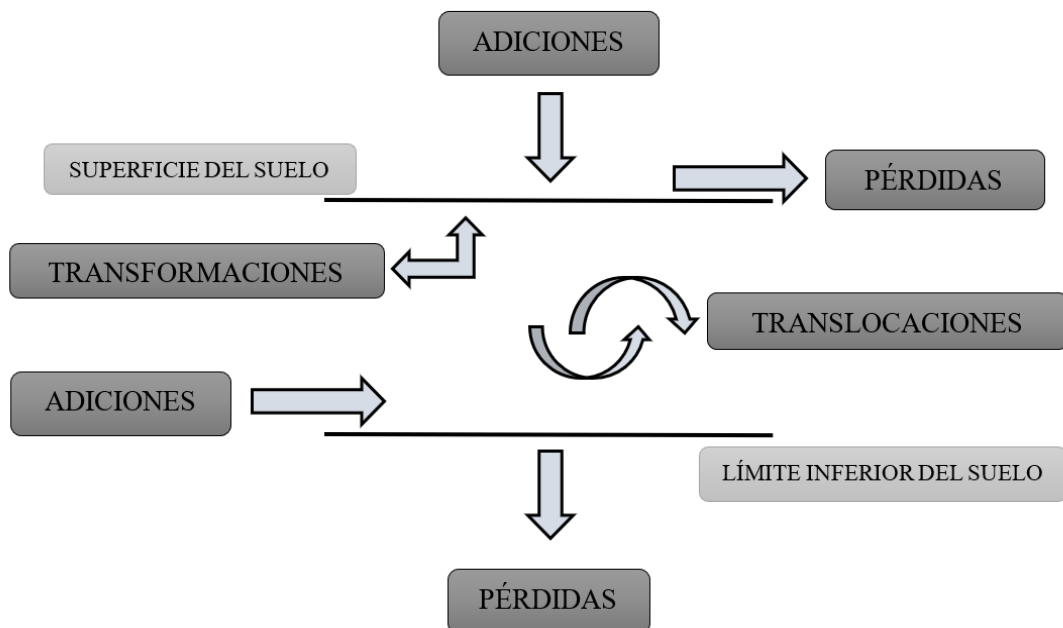 ADICIONES
SUPERFICIE DEL SUELO
PÉRDIDAS
TRANSFORMACIONES
TRANSLOCACIONES
ADICIONES
LÍMITE INFERIOR DEL SUELO
PÉRDIDAS